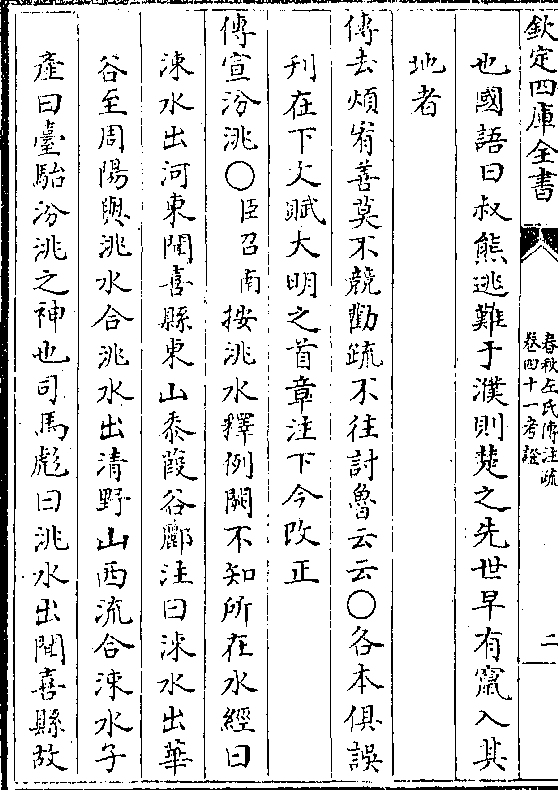 欽定四庫全書
春秋左氏傳注疏
卷四十一考證
二
也國語曰叔熊逃難于濮則楚之先世早有竄入其
地者
傳去煩宥善莫不競勸疏不往討魯云云○各本俱誤
刋在下文賦大明之首章注下今改正
傳宣汾洮○臣召南按洮水釋例闕不知所在水經曰
涑水出河東聞喜縣東山黍葭谷酈注曰涑水出華
谷至周陽與洮水合洮水出清野山西流合涑水子
產曰臺駘汾洮之神也司馬彪曰洮水出聞喜縣故